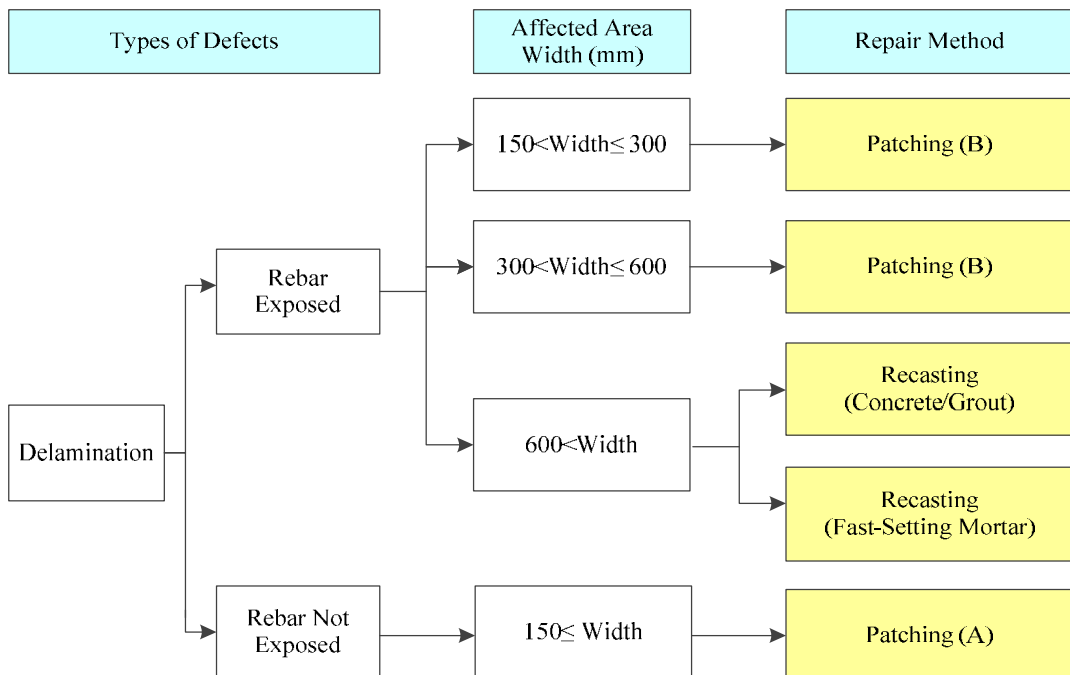 Types of Defects
Affected Area
Width (mm)
Repair Method
150<Width≤ 300
Patching (B)
Rebar
Exposed
300<Width≤ 600
Patching (B)
Recasting
(Concrete/Grout)
Delamination
600<Width
Recasting
(Fast-Setting Mortar)
Rebar Not
Exposed
150≤ Width
Patching (A)